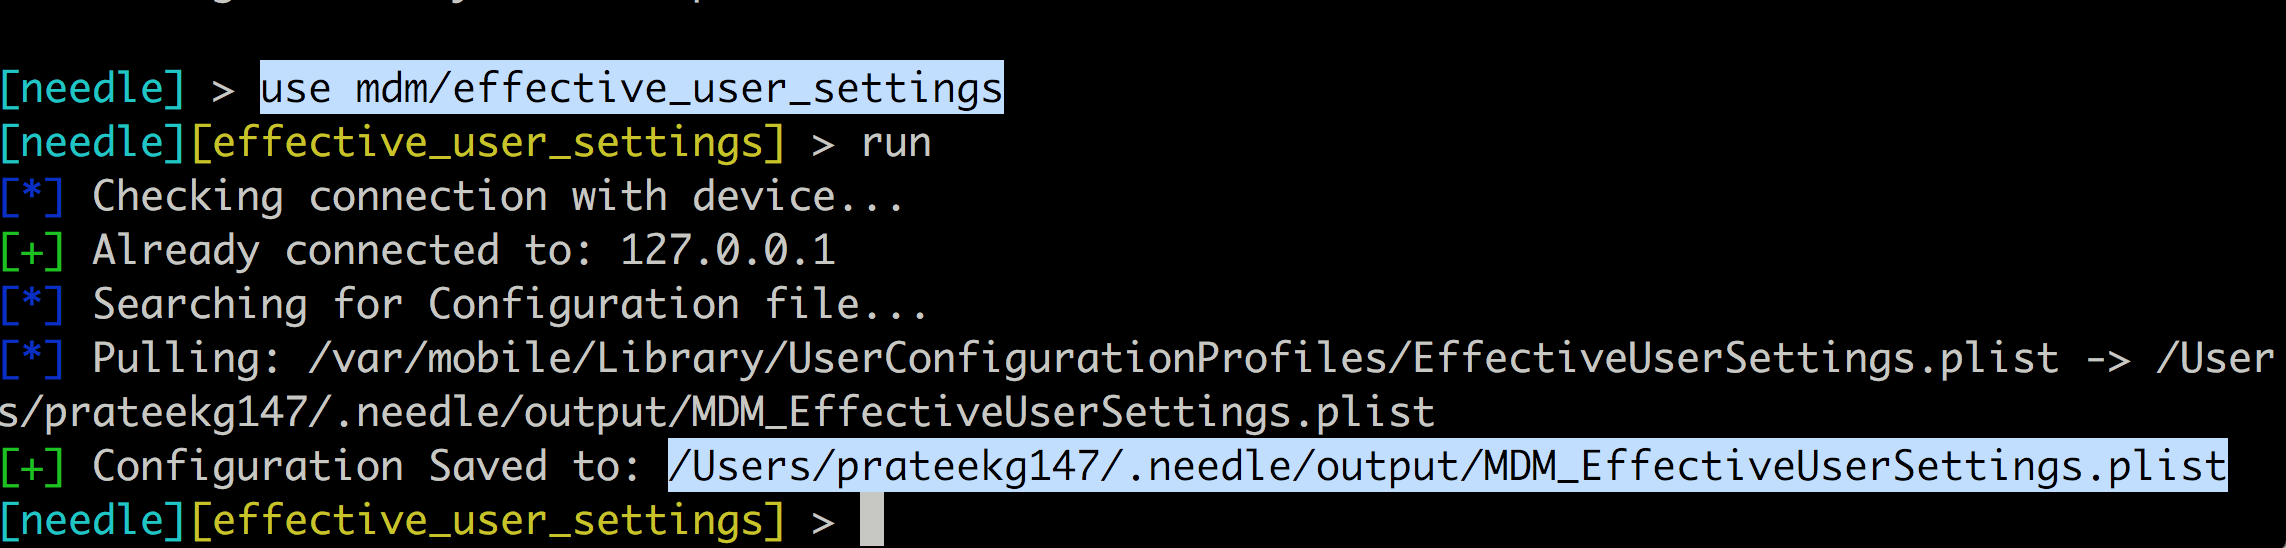 [needle] > use mdm/effective_user_settings
[needle][effective_user_settings] > run
[*] Checking connection with device...
[+] Already connected to: 127.0.0.1
[*] Searching for Configuration file...
[*] Pulling: /var/mobile/Library/UserConfigurationProfiles/EffectiveUserSettings.plist -> /User
s/prateekg147/.needle/output/MDM_EffectiveUserSettings.plist
[+] Configuration Saved to: /Users/prateekg147/.needle/output/MDM_EffectiveUserSettings.plist
[needle][effective_user_settings] >